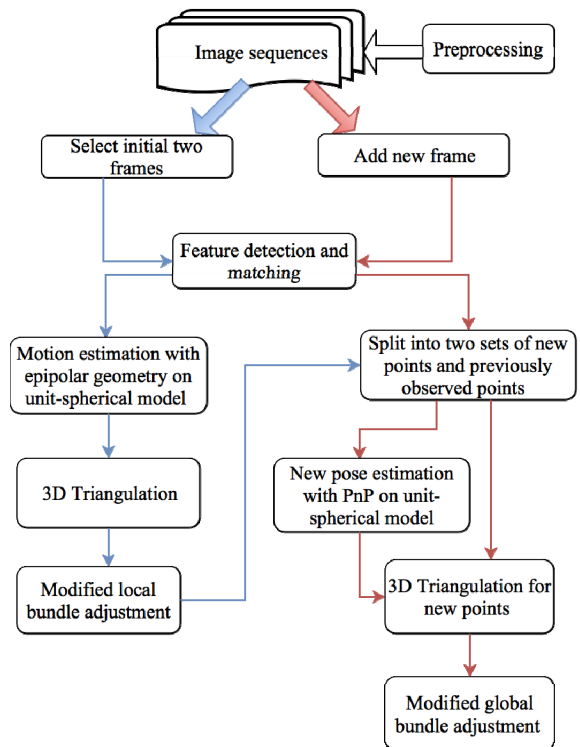 Image sequences
Preprocessing
Select initial two
frames
Add new frame
Feature detection and
matching
Motion estimation with
epipolar geometry on
unit-spherical model
Split into two sets of new
points and previously
observed points
3D Triangulation
New pose estimation
with PnP on unit-
spherical model
Modified local
bundle adjustment
3D Triangulation for
new points
Modified global
bundle adjustment